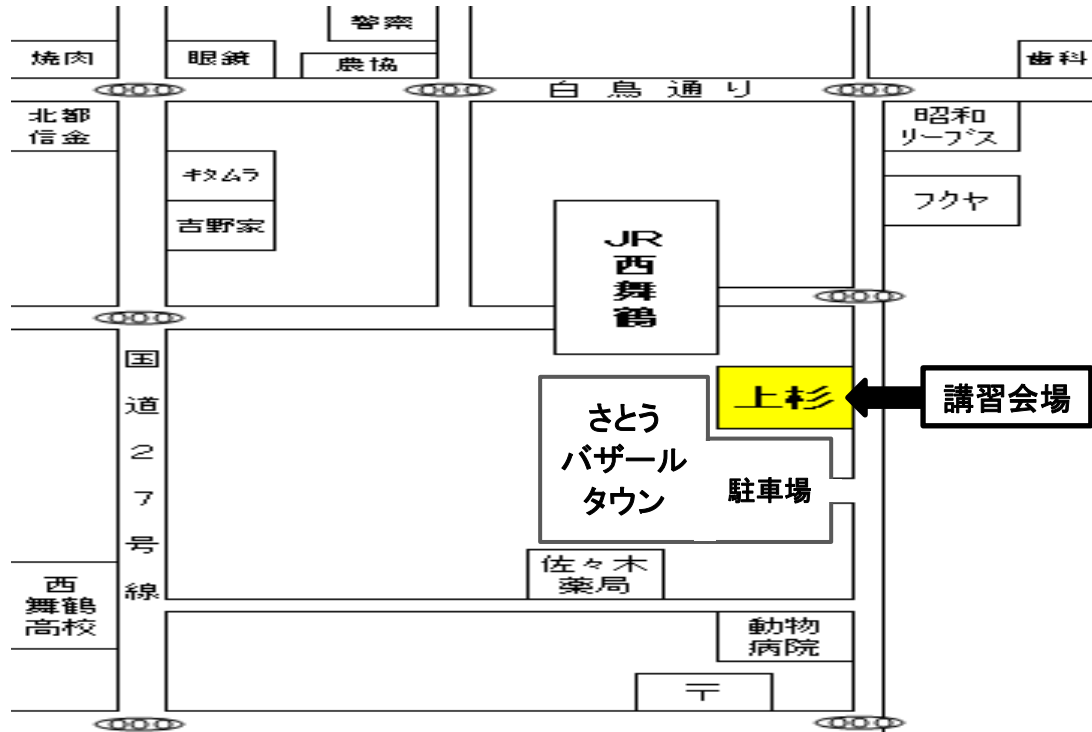 警察
焼肉
眼鏡
農協
歯科
白鳥通り
北都
信金
昭和
リーブス
キタムラ
フクヤ
吉野家
JR
西
舞
鶴
国
道
2
7
号
線
上杉
講習会場
さとう
バザール
タウン
駐車場
佐々木
薬局
西
舞鶴
高校
動物
病院
〒